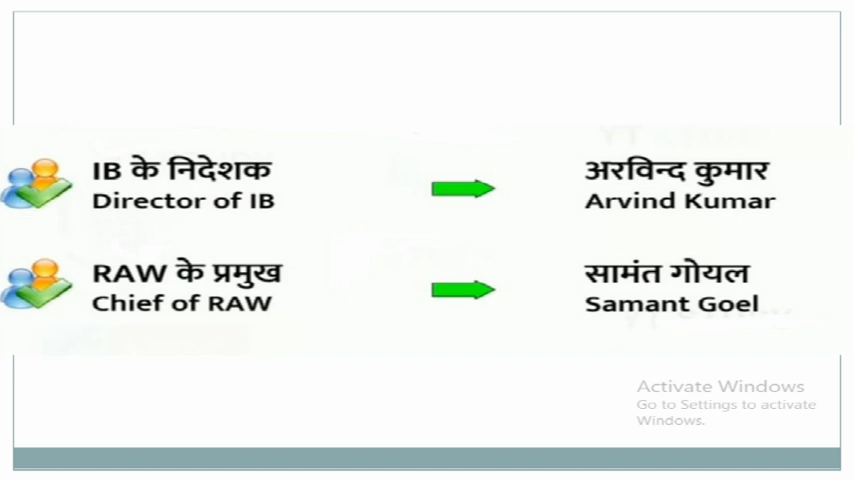 IB के निदेशक
Director of IB
अरविन्द कुमार
Arvind Kumar
RAW के प्रमुख
Chief of RAW
सामंत गोयल
Samant Goel
Activate Windows
Go to Settings to activate
Windows.